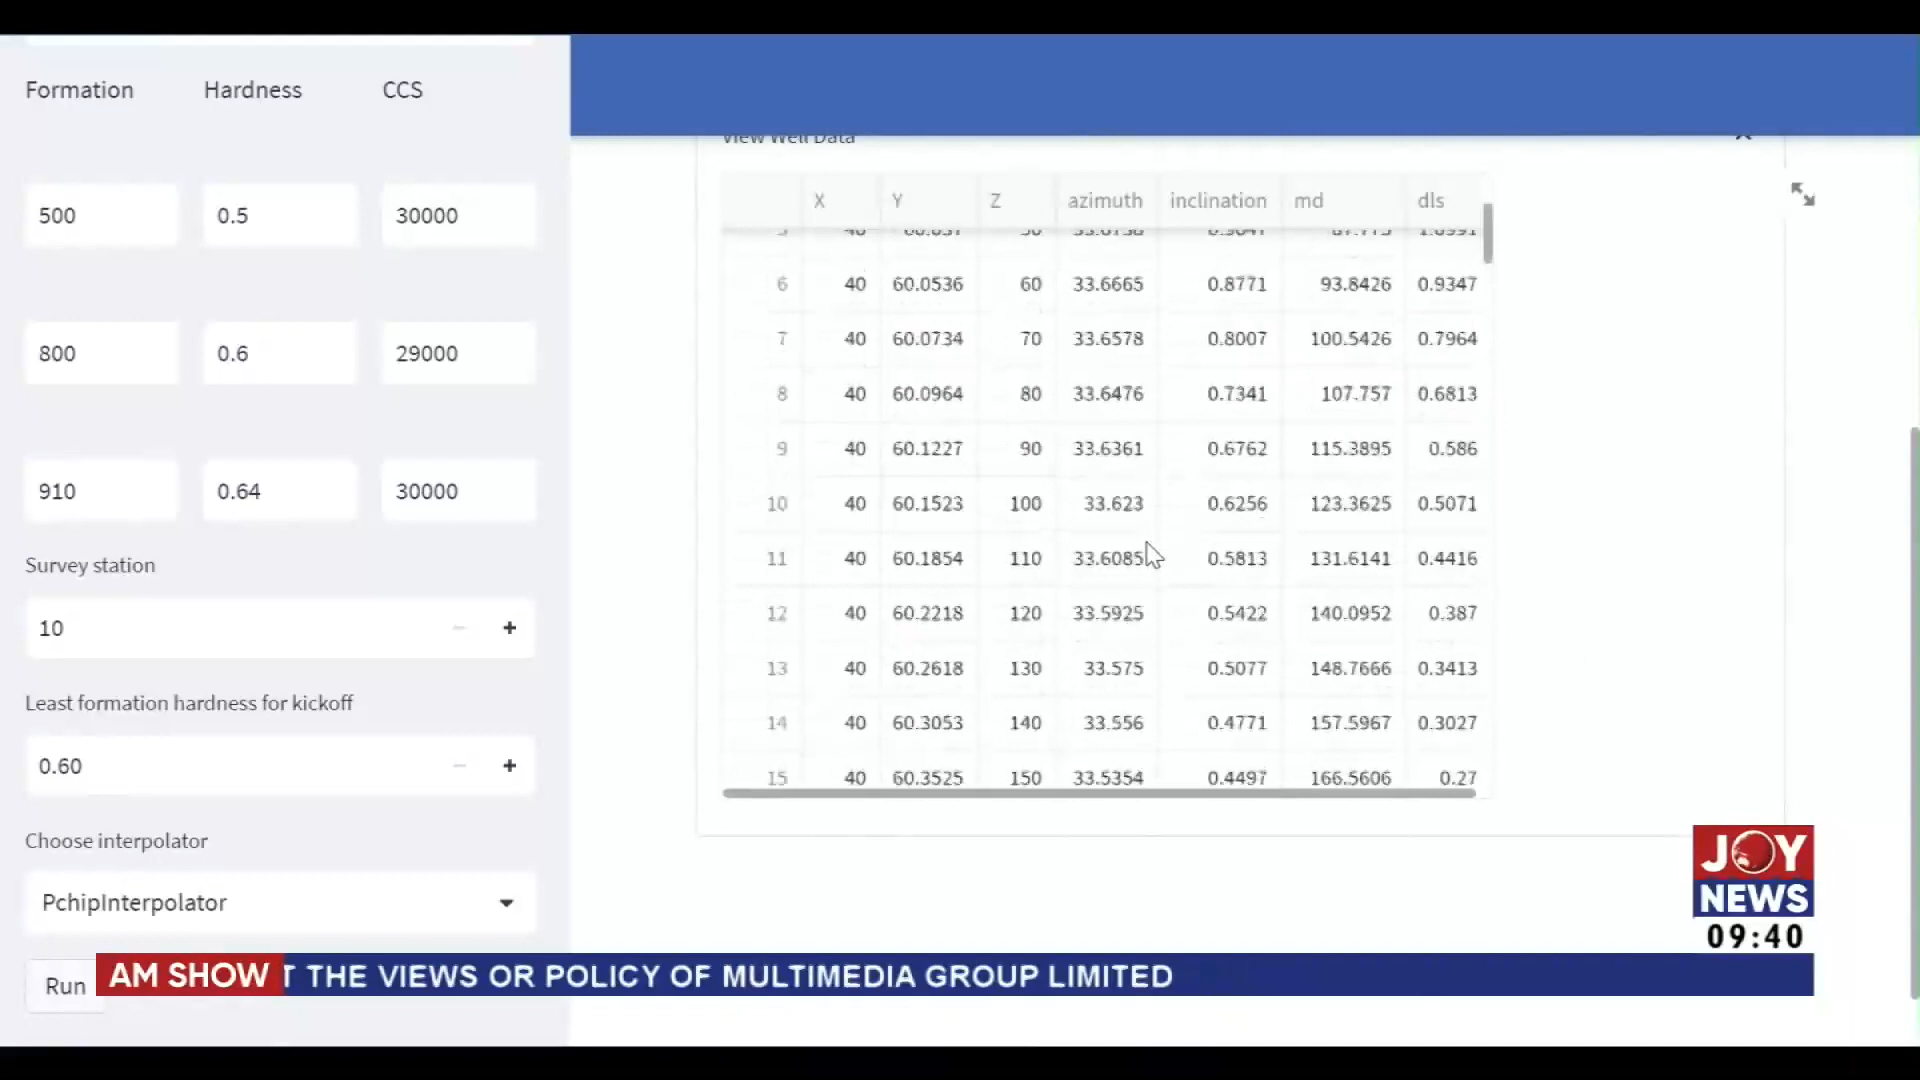 Formation Hardness CCS
500 0.5 30000
800 0.6 29000
910 0.64 30000
Survey station
10
Least formation hardness for kickoff
0.60
Choose interpolator
PchipInterpolator
Run
View Well Data
X Y Z azimuth inclination md dls
6 40 60.0536 60 33.6665 0.8771 93.8426 0.9347
7 40 60.0734 70 33.6578 0.8007 100.5426 0.7964
8 40 60.0964 80 33.6476 0.7341 107.757 0.6813
9 40 60.1227 90 33.6361 0.6762 115.3895 0.586
10 40 60.1523 100 33.623 0.6256 123.3625 0.5071
11 40 60.1854 110 33.6085 0.5813 131.6141 0.4416
12 40 60.2218 120 33.5925 0.5422 140.0952 0.387
13 40 60.2618 130 33.575 0.5077 148.7666 0.3413
14 40 60.3053 140 33.556 0.4771 157.5967 0.3027
15 40 60.3525 150 33.5354 0.4497 166.5606 0.27
JOY
NEWS
09:40
AM SHOW T THE VIEWS OR POLICY OF MULTIMEDIA GROUP LIMITED